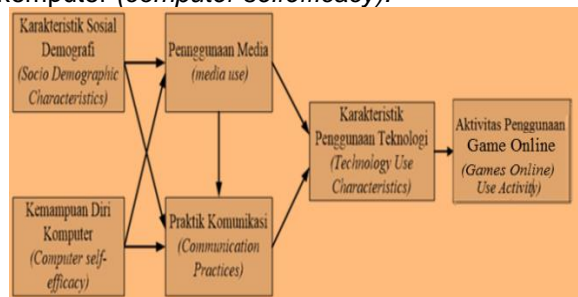 komputer (computer selfefficacy).
Karakteristik Sosial
Demografi
(Socio Demographic
Characteristics)
Pennggunaan Media
(media use)
Karakteristik
Penggunaan Teknologi
(Technology Use
Characteristics)
Aktivitas Penggunaan
Game Online
(Games Online)
Use Activity)
Kemampuan Diri
Komputer
(Computer self-
efficacy)
Praktik Komunikasi
(Communication
Practices)